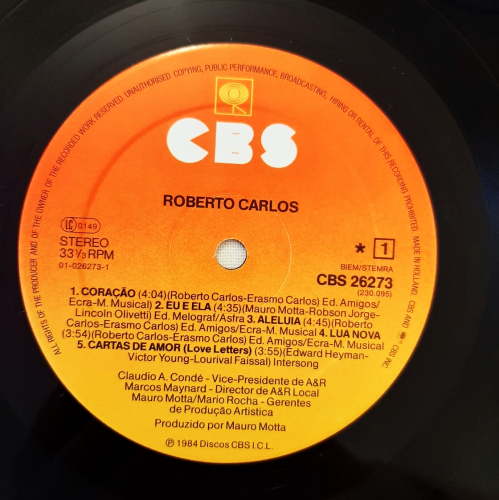 ALL RIGHTS OF THE PRODUCER AND OF THE OWNER OF THE RECORDED WORK RESERVED. UNAUTHORISED COPYING, PUBLIC PERFORMANCE, BROADCASTING, HIRING OR RENTAL OF THIS RECORDING PROHIBITED. MADE IN HOLLAND. CBS AND CBS INC
CBS
ROBERTO CARLOS
LC 0149
STEREO
33⅓ RPM
01-026273-1
* 1
BIEM/STEMRA
CBS 26273
(230.095)
1. CORAÇÃO (4:04)(Roberto Carlos-Erasmo Carlos) Ed. Amigos/
Ecra-M. Musical) 2. EU E ELA (4:35)(Mauro Motta-Robson Jorge-
Lincoln Olivetti) Ed. Melograf/Asfra 3. ALELUIA (4:45)(Roberto
Carlos-Erasmo Carlos) Ed. Amigos/Ecra-M. Musical 4. LUA NOVA
(3:54)(Roberto Carlos-Erasmo Carlos) Ed. Amigos/Ecra-M. Musical
5. CARTAS DE AMOR (Love Letters) (3:55)(Edward Heyman-
Victor Young-Lourival Faissal) Intersong
Claudio A. Condé - Vice-Presidente de A&R
Marcos Maynard - Director de A&R Local
Mauro Motta/Mario Rocha - Gerentes
de Produção Artistica
Produzido por Mauro Motta
℗ 1984 Discos CBS I.C.L.